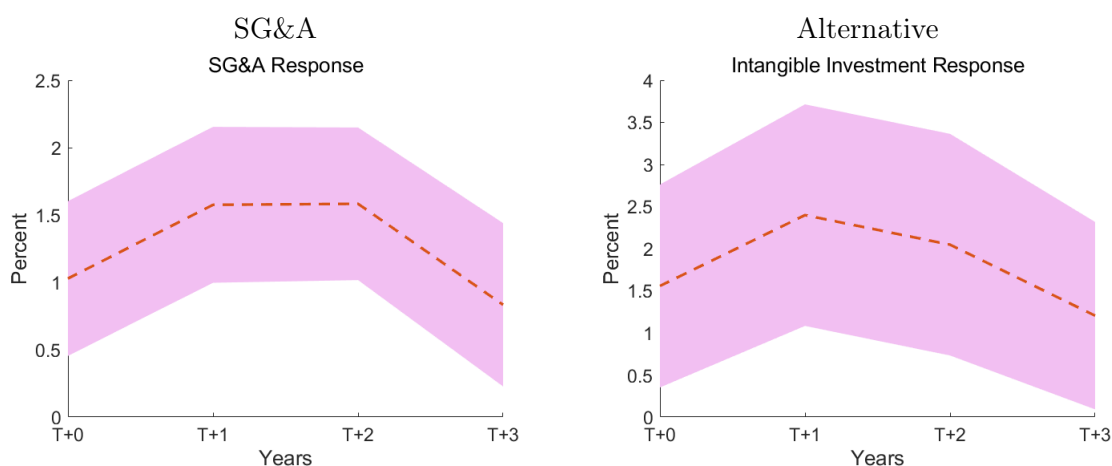 SG&A
SG&A Response
2.5
2
1.5
1
0.5
0
Percent
T+0 T+1 T+2 T+3
Years
Alternative
Intangible Investment Response
4
3.5
3
2.5
2
1.5
1
0.5
0
Percent
T+0 T+1 T+2 T+3
Years